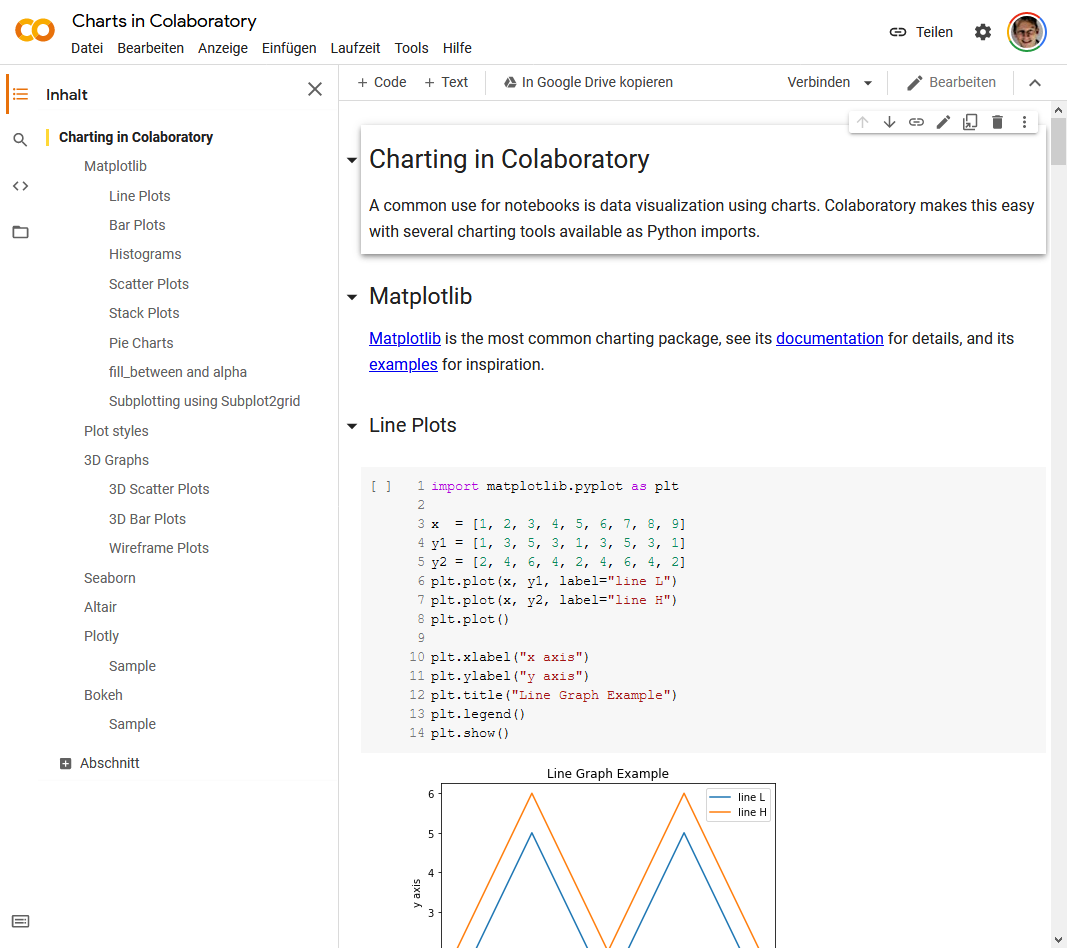 Charts in Colaboratory
Datei Bearbeiten Anzeige Einfügen Laufzeit Tools Hilfe
Teilen
Inhalt
Charting in Colaboratory
Matplotlib
Line Plots
Bar Plots
Histograms
Scatter Plots
Stack Plots
Pie Charts
fill_between and alpha
Subplotting using Subplot2grid
Plot styles
3D Graphs
3D Scatter Plots
3D Bar Plots
Wireframe Plots
Seaborn
Altair
Plotly
Sample
Bokeh
Sample
Abschnitt
+ Code + Text In Google Drive kopieren Verbinden Bearbeiten
Charting in Colaboratory
A common use for notebooks is data visualization using charts. Colaboratory makes this easy
with several charting tools available as Python imports.
Matplotlib
Matplotlib is the most common charting package, see its documentation for details, and its
examples for inspiration.
Line Plots
[ ] 1 import matplotlib.pyplot as plt
2
3 x  = [1, 2, 3, 4, 5, 6, 7, 8, 9]
4 y1 = [1, 3, 5, 3, 1, 3, 5, 3, 1]
5 y2 = [2, 4, 6, 4, 2, 4, 6, 4, 2]
6 plt.plot(x, y1, label="line L")
7 plt.plot(x, y2, label="line H")
8 plt.plot()
9
10 plt.xlabel("x axis")
11 plt.ylabel("y axis")
12 plt.title("Line Graph Example")
13 plt.legend()
14 plt.show()
Line Graph Example
line L
line H
6
5
4
3
y axis